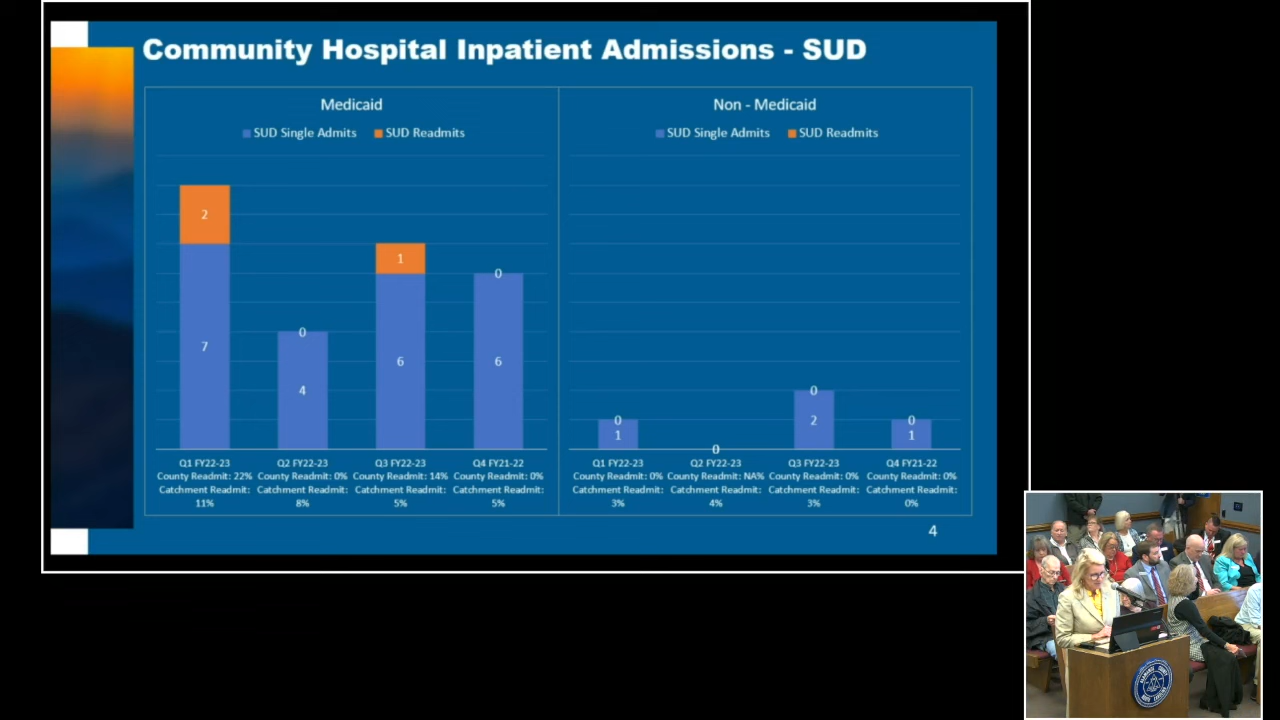 Community Hospital Inpatient Admissions - SUD
Medicaid
SUD Single Admits SUD Readmits
2
7
0
4
1
6
0
6
Q1 FY22-23
County Readmit: 22%
Catchment Readmit:
11%
Q2 FY22-23
County Readmit: 0%
Catchment Readmit:
8%
Q3 FY22-23
County Readmit: 14%
Catchment Readmit:
5%
Q4 FY21-22
County Readmit: 0%
Catchment Readmit:
5%
Non - Medicaid
SUD Single Admits SUD Readmits
0
1
0
0
2
0
1
Q1 FY22-23
County Readmit: 0%
Catchment Readmit:
3%
Q2 FY22-23
County Readmit: NA%
Catchment Readmit:
4%
Q3 FY22-23
County Readmit: 0%
Catchment Readmit:
3%
Q4 FY21-22
County Readmit: 0%
Catchment Readmit:
0%
4